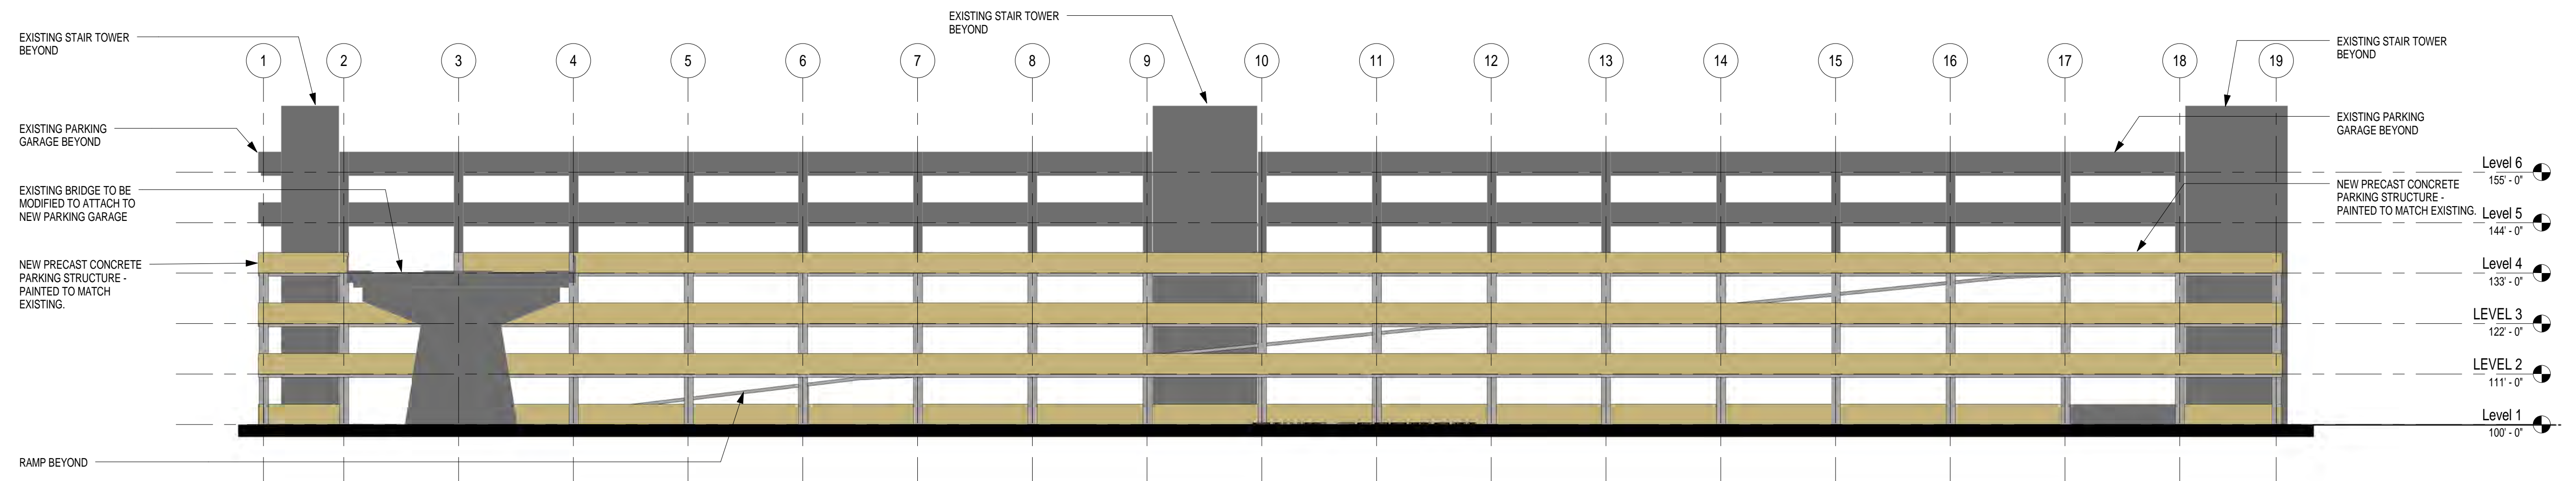 EXISTING STAIR TOWER
BEYOND
EXISTING STAIR TOWER
BEYOND
EXISTING STAIR TOWER
BEYOND
1
2
3
4
5
6
7
8
9
10
11
12
13
14
15
16
17
18
19
EXISTING PARKING
GARAGE BEYOND
EXISTING BRIDGE TO BE
MODIFIED TO ATTACH TO
NEW PARKING GARAGE
NEW PRECAST CONCRETE
PARKING STRUCTURE -
PAINTED TO MATCH
EXISTING.
RAMP BEYOND
EXISTING PARKING
GARAGE BEYOND
NEW PRECAST CONCRETE
PARKING STRUCTURE -
PAINTED TO MATCH EXISTING.
Level 6
155' - 0"
Level 5
144' - 0"
Level 4
133' - 0"
LEVEL 3
122' - 0"
LEVEL 2
111' - 0"
Level 1
100' - 0"